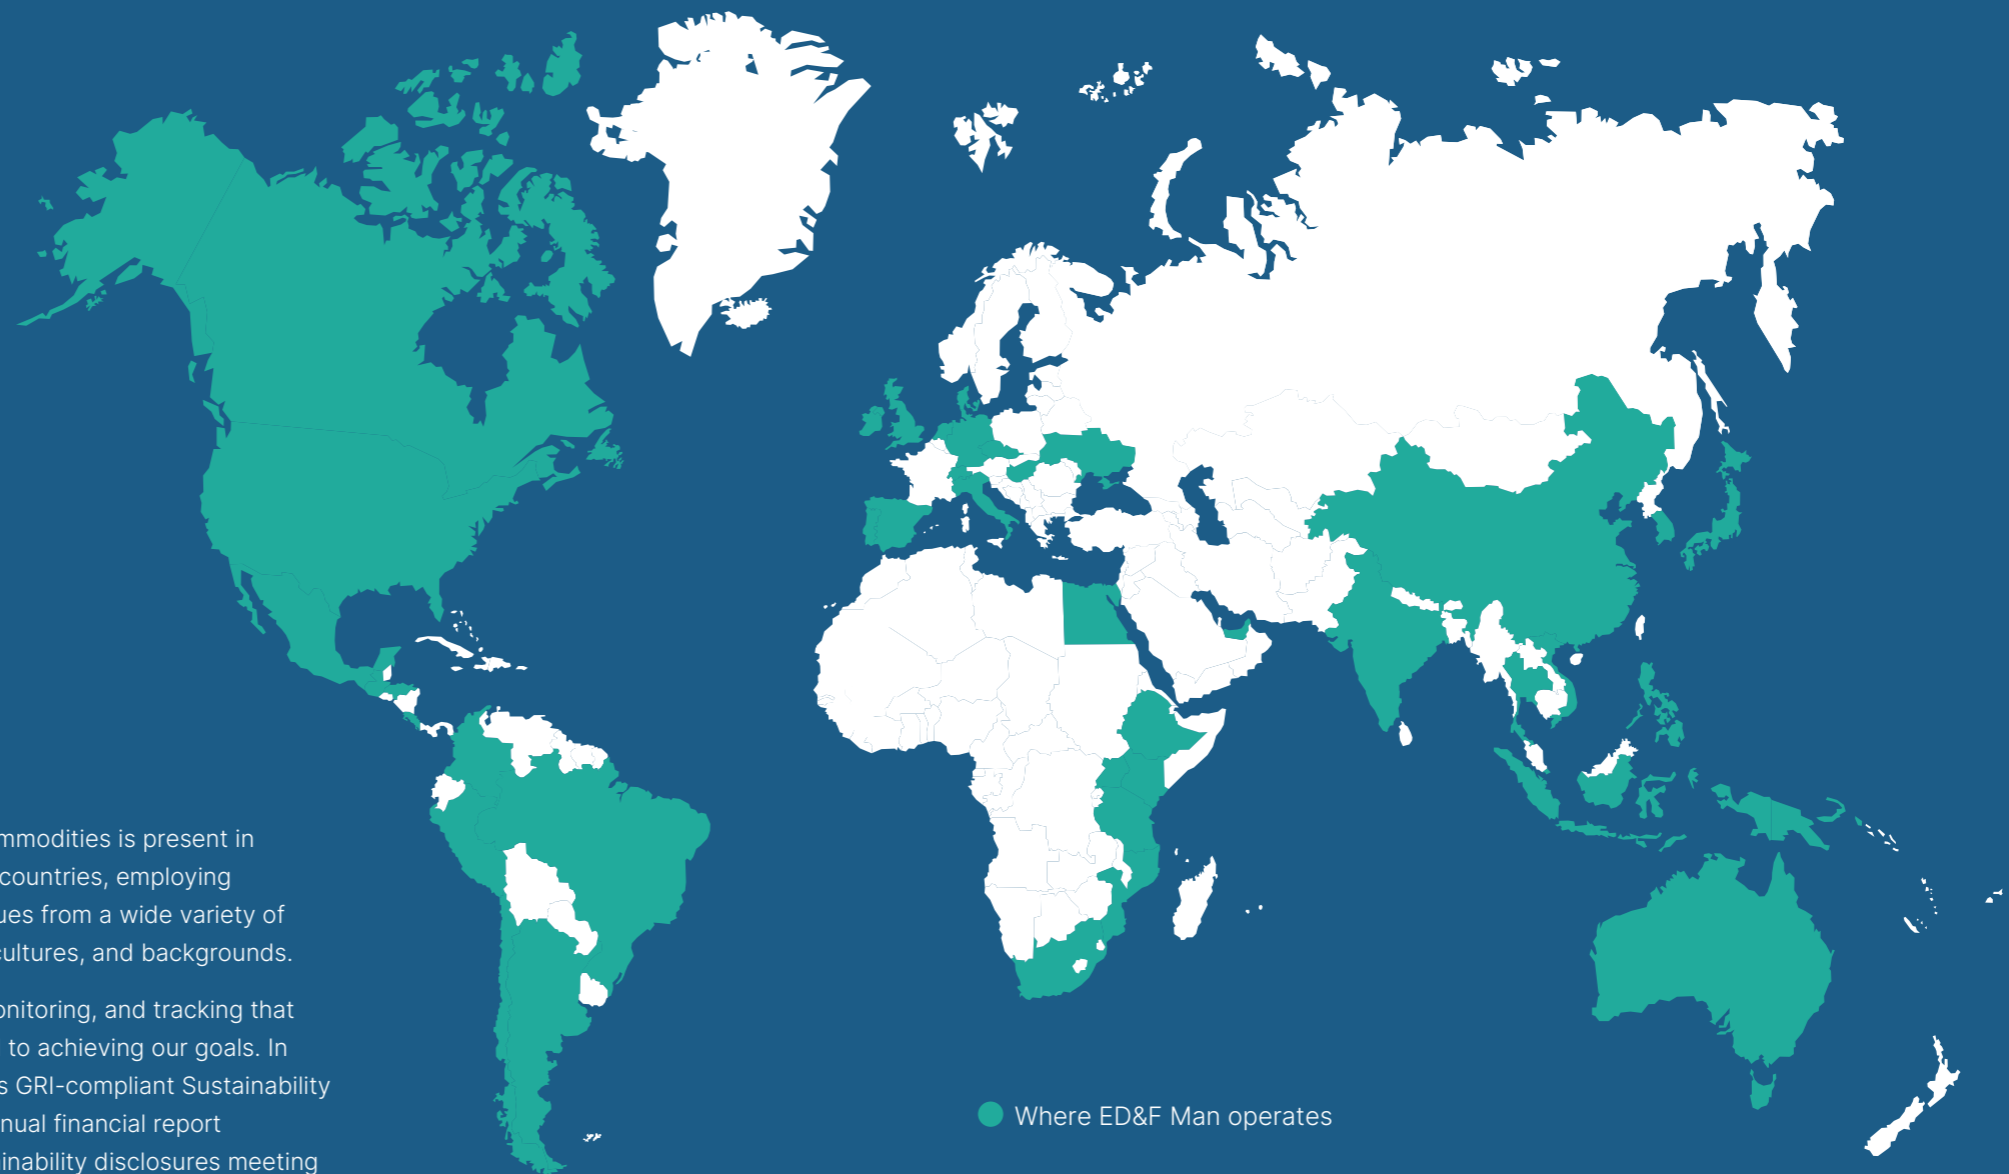 mmodities is present in
countries, employing
ues from a wide variety of
cultures, and backgrounds.
onitoring, and tracking that
to achieving our goals. In
s GRI-compliant Sustainability
nual financial report
inability disclosures meeting
Where ED&F Man operates